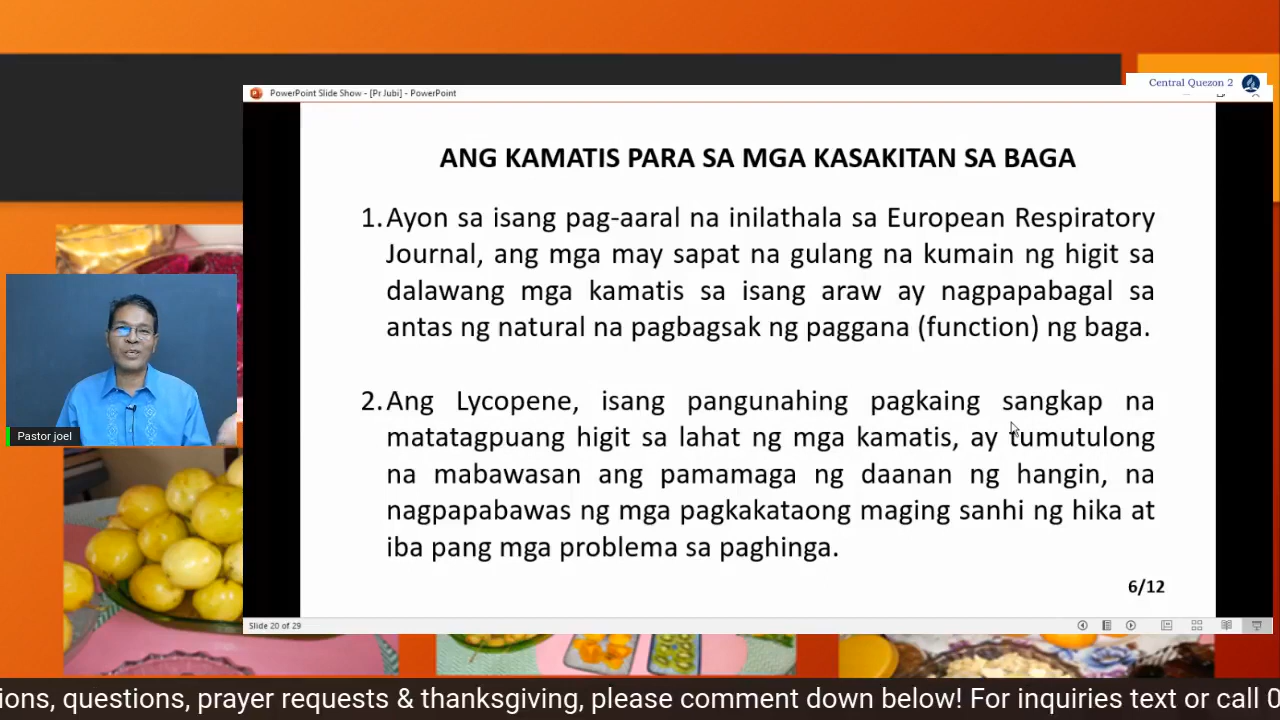 Central Quezon 2
PowerPoint Slide Show - [Pr Jubi] - PowerPoint
ANG KAMATIS PARA SA MGA KASAKITAN SA BAGA
1. Ayon sa isang pag-aaral na inilathala sa European Respiratory
Journal, ang mga may sapat na gulang na kumain ng higit sa
dalawang mga kamatis sa isang araw ay nagpapabagal sa
antas ng natural na pagbagsak ng paggana (function) ng baga.
2. Ang Lycopene, isang pangunahing pagkaing sangkap na
matatagpuang higit sa lahat ng mga kamatis, ay tumutulong
na mabawasan ang pamamaga ng daanan ng hangin, na
nagpapabawas ng mga pagkakataong maging sanhi ng hika at
iba pang mga problema sa paghinga.
6/12
Pastor joel
Slide 20 of 29
ions, questions, prayer requests & thanksgiving, please comment down below! For inquiries text or call 0